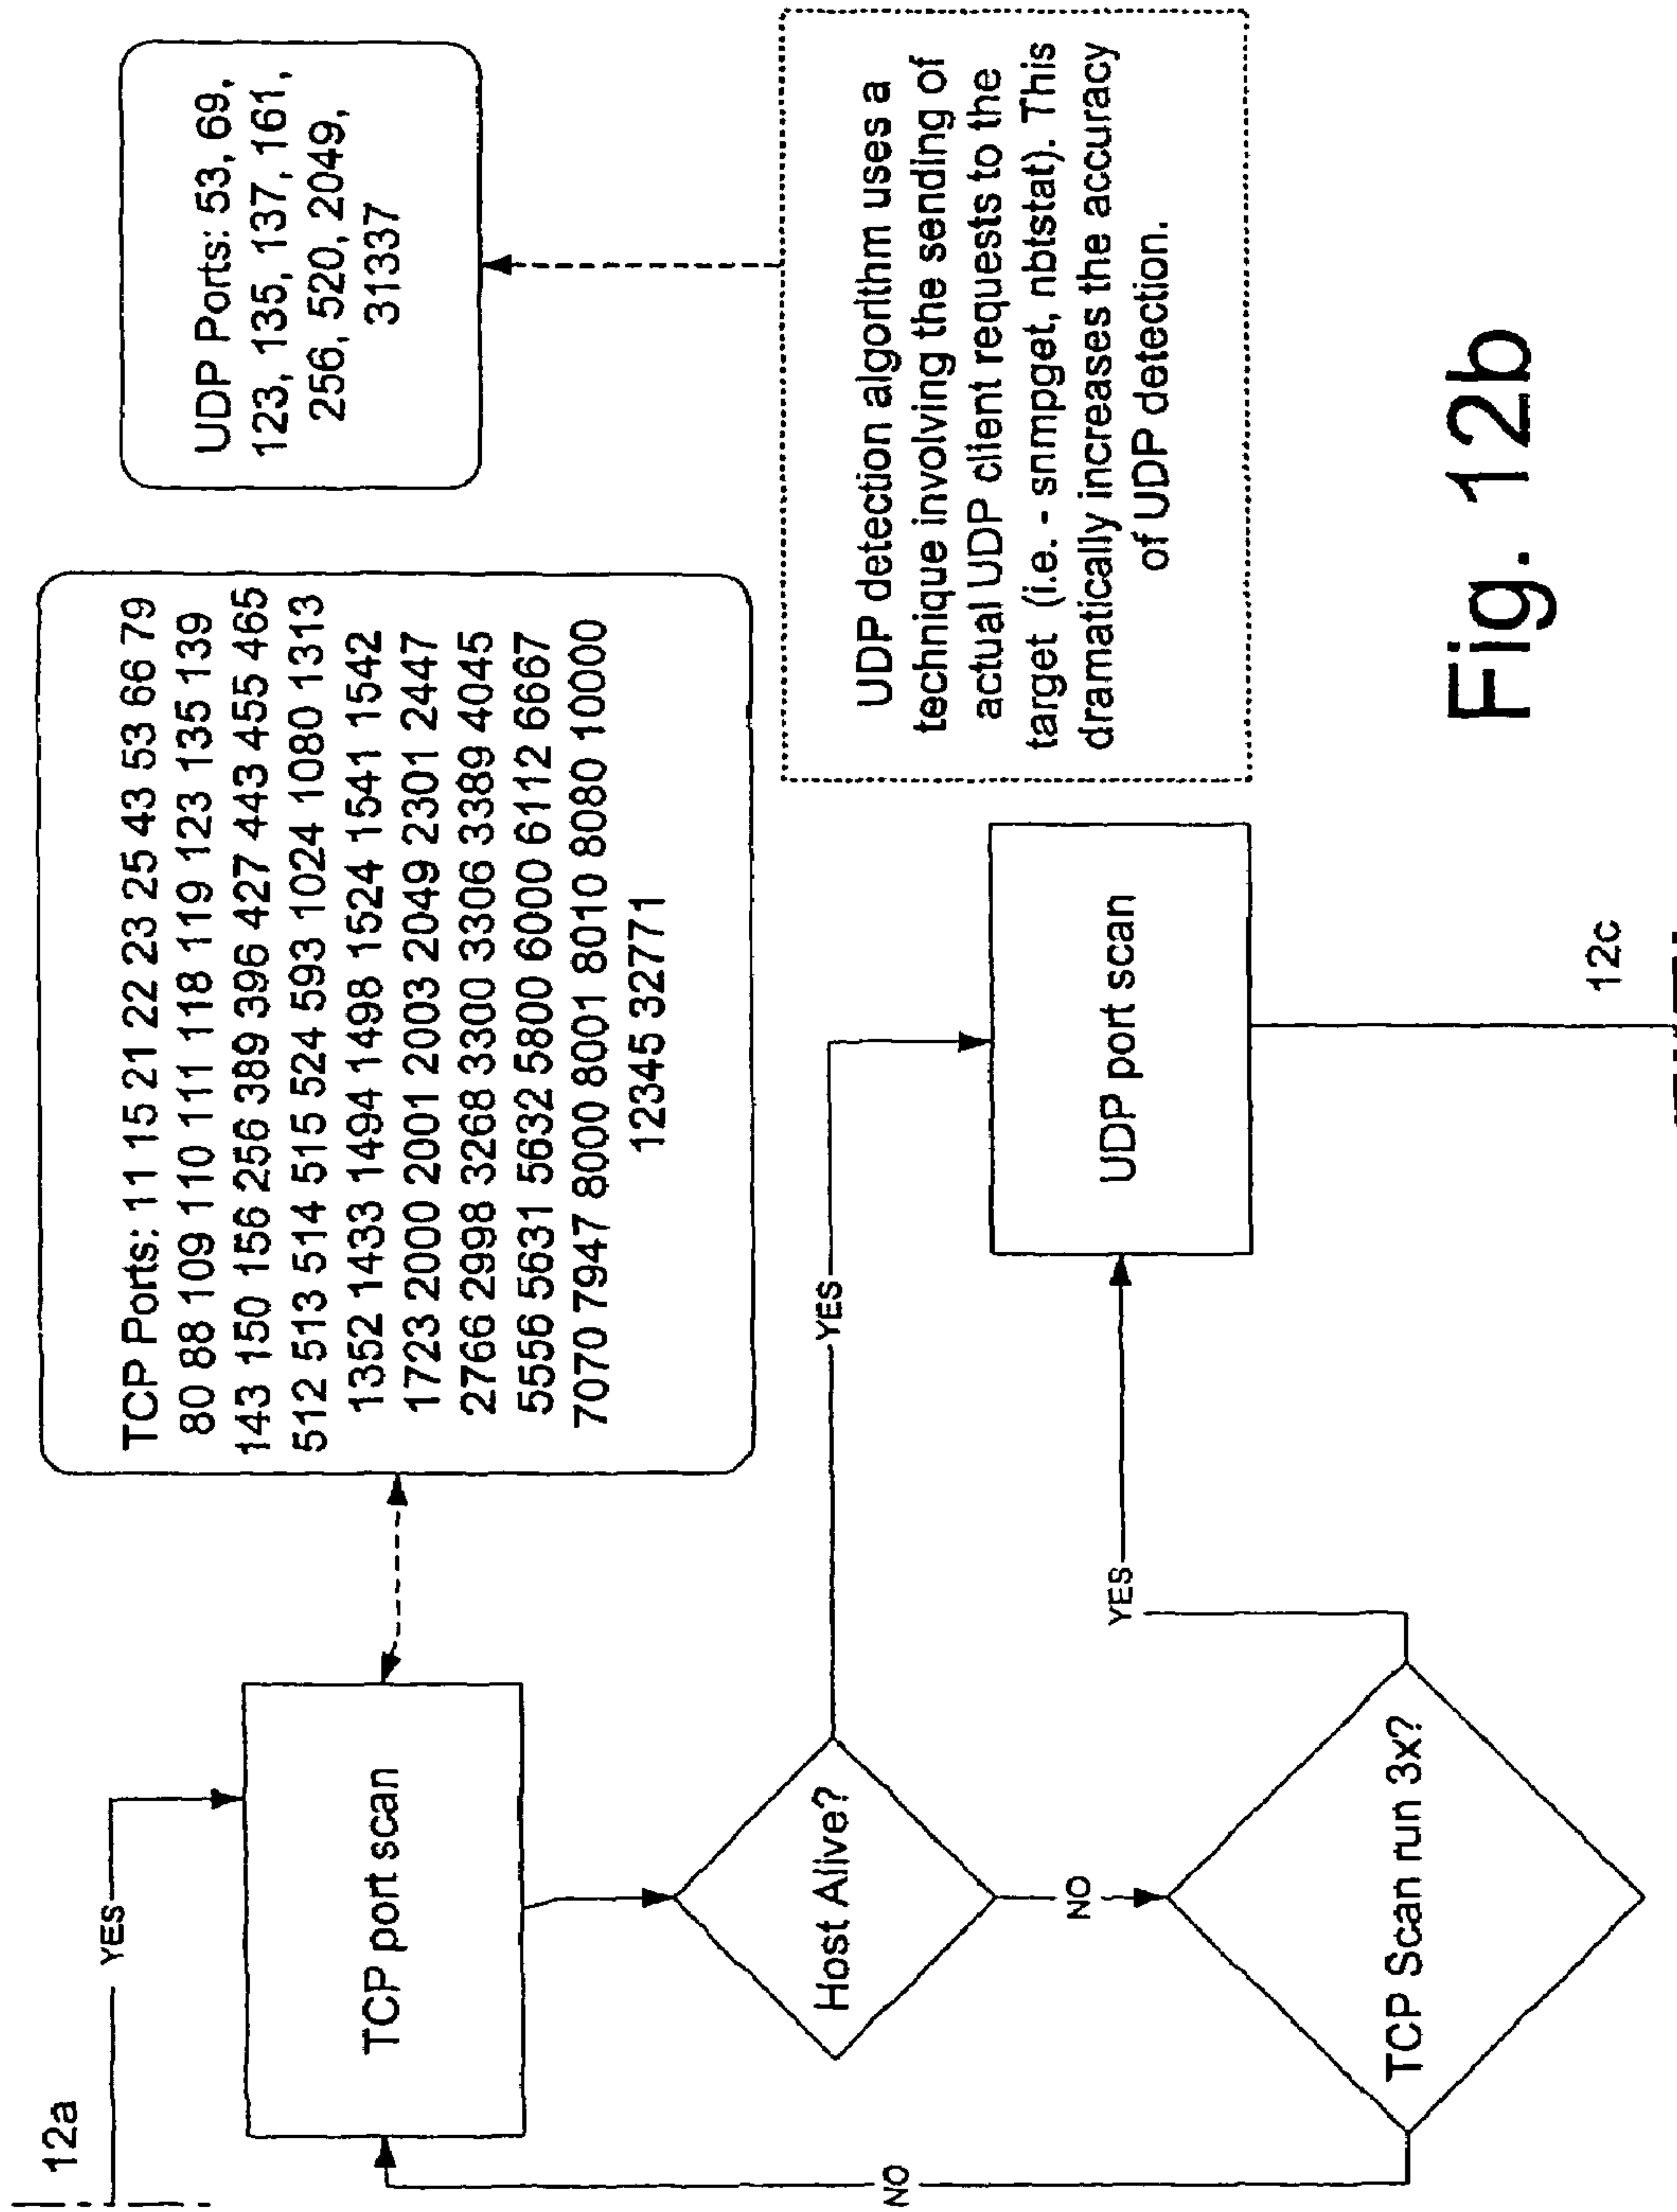 12a
YES
TCP port scan
TCP Ports: 11 15 21 22 23 25 43 53 66 79
80 88 109 110 111 118 119 123 135 139
143 150 156 256 389 396 427 443 455 465
512 513 514 515 524 593 1024 1080 1313
1352 1433 1494 1498 1524 1541 1542
1723 2000 2001 2003 2049 2301 2447
2766 2998 3268 3300 3306 3389 4045
5556 5631 5632 5800 6000 6112 6667
7070 7947 8000 8001 8010 8080 10000
12345 32771
UDP Ports: 53, 69,
123, 135, 137, 161,
256, 520, 2049,
31337
Host Alive?
YES
NO
UDP detection algorithm uses a
technique involving the sending of
actual UDP client requests to the
target (i.e. - snmpget, nbtstat). This
dramatically increases the accuracy
of UDP detection.
UDP port scan
TCP Scan run 3x?
YES
NO
12c
Fig. 12b